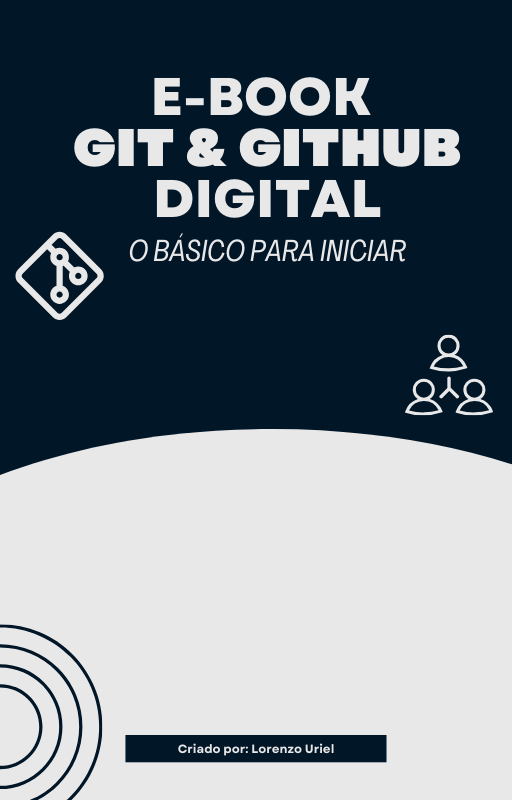 E-BOOK
GIT & GITHUB
DIGITAL
O BÁSICO PARA INICIAR
Criado por: Lorenzo Uriel